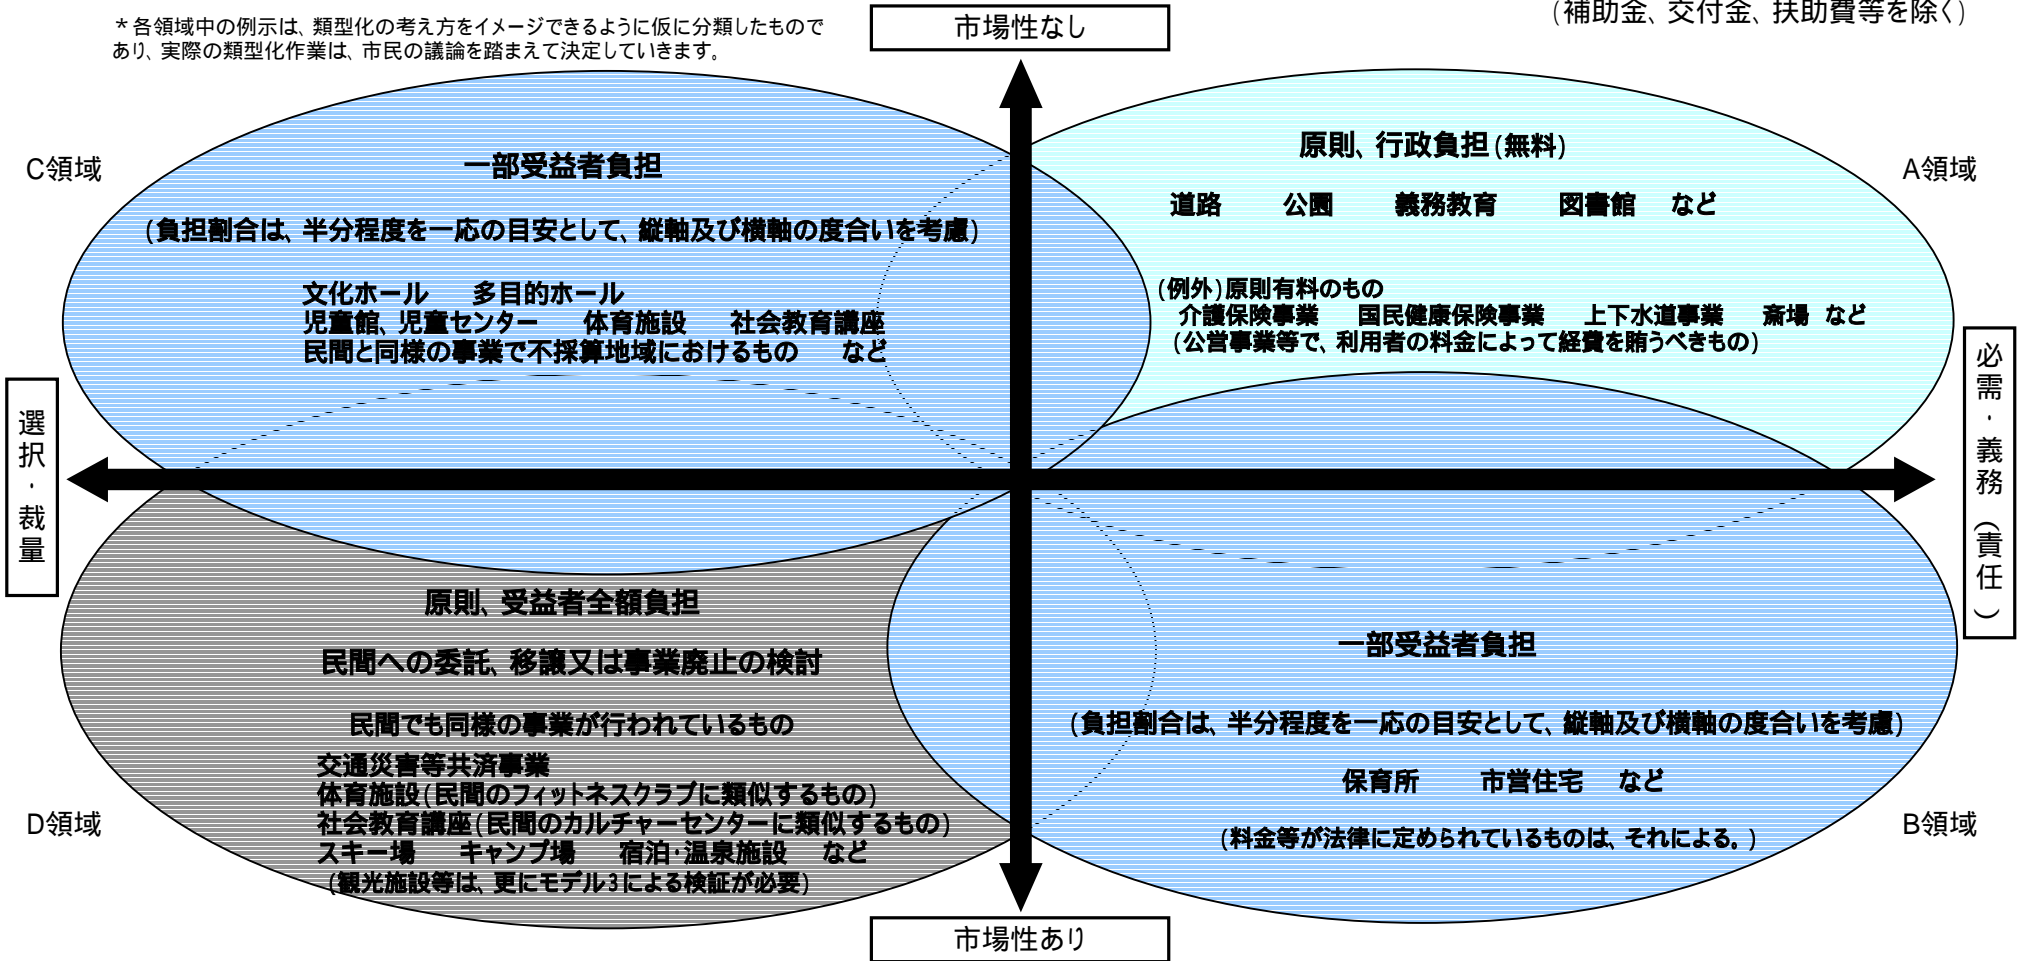 (補助金、交付金、扶助費等を除く)
*各領域中の例示は、類型化の考え方をイメージできるように仮に分類したもので
あり、実際の類型化作業は、市民の議論を踏まえて決定していきます。
市場性なし
C領域
一部受益者負担
(負担割合は、半分程度を一応の目安として、縦軸及び横軸の度合いを考慮)
文化ホール 多目的ホール
児童館、児童センター 体育施設 社会教育講座
民間と同様の事業で不採算地域におけるもの など
A領域
原則、行政負担(無料)
道路 公園 義務教育 図書館 など
(例外)原則有料のもの
介護保険事業 国民健康保険事業 上下水道事業 斎場 など
(公営事業等で、利用者の料金によって経費を賄うべきもの)
選択・裁量
必需・義務(責任)
D領域
原則、受益者全額負担
民間への委託、移譲又は事業廃止の検討
民間でも同様の事業が行われているもの
交通災害等共済事業
体育施設(民間のフィットネスクラブに類似するもの)
社会教育講座(民間のカルチャーセンターに類似するもの)
スキー場 キャンプ場 宿泊・温泉施設 など
(観光施設等は、更にモデル3による検証が必要)
B領域
一部受益者負担
(負担割合は、半分程度を一応の目安として、縦軸及び横軸の度合いを考慮)
保育所 市営住宅 など
(料金等が法律に定められているものは、それによる。)
市場性あり